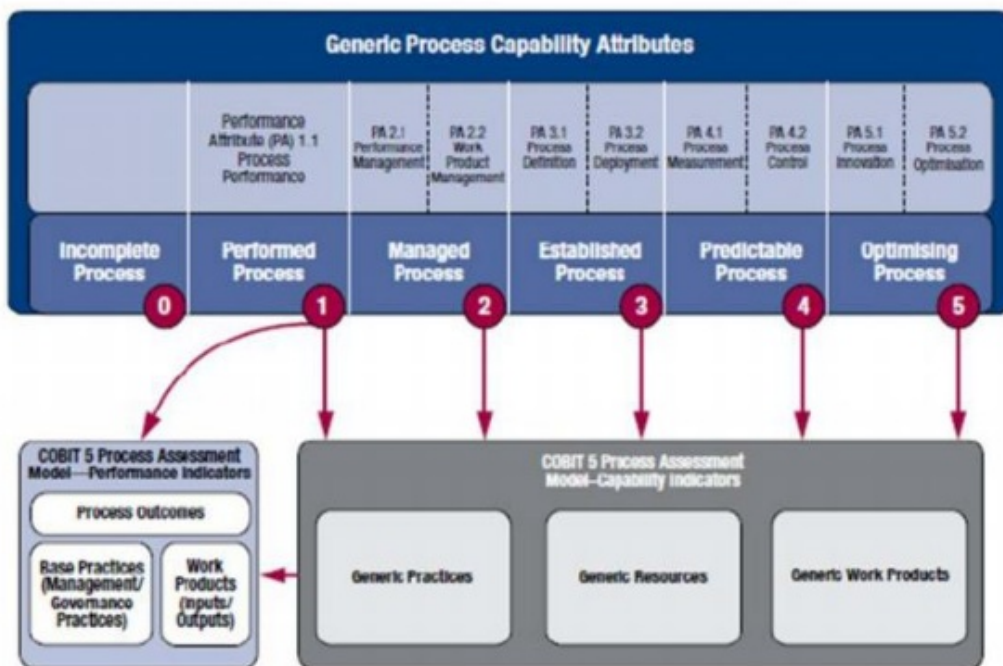 Generic Process Capability Attributes
Performance
Attribute (PA) 1.1
Process
Performance
PA 2.1
Performance
Management
PA 2.2
Work
Product
Management
PA 3.1
Process
Definition
PA 3.2
Process
Deployment
PA 4.1
Process
Measurement
PA 4.2
Process
Control
PA 5.1
Process
Innovation
PA 5.2
Process
Optimisation
Incomplete
Process
0
Performed
Process
1
Managed
Process
2
Established
Process
3
Predictable
Process
4
Optimising
Process
5
COBIT 5 Process Assessment
Model—Performance Indicators
Process Outcomes
Base Practices
(Management/
Governance
Practices)
Work
Products
(Inputs/
Outputs)
COBIT 5 Process Assessment
Model–Capability Indicators
Generic Practices
Generic Resources
Generic Work Products